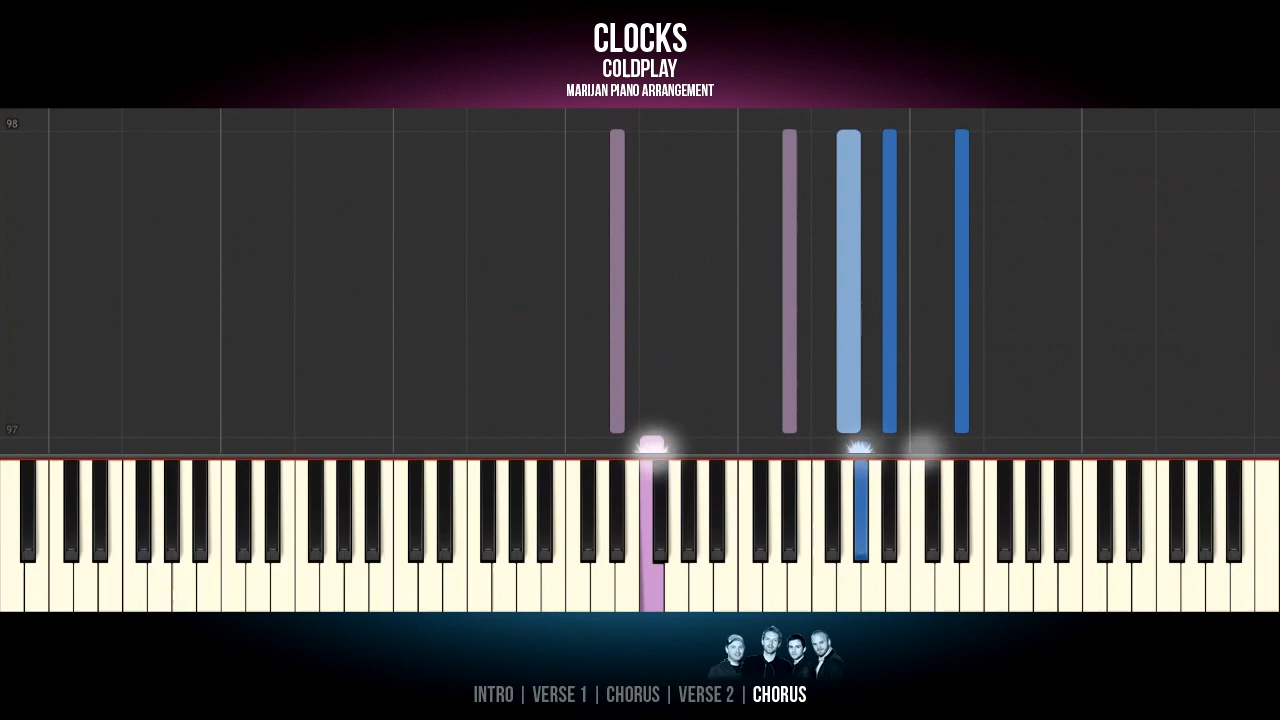 CLOCKS
COLDPLAY
MARIJAN PIANO ARRANGEMENT
98
97
INTRO | VERSE 1 | CHORUS | VERSE 2 | CHORUS